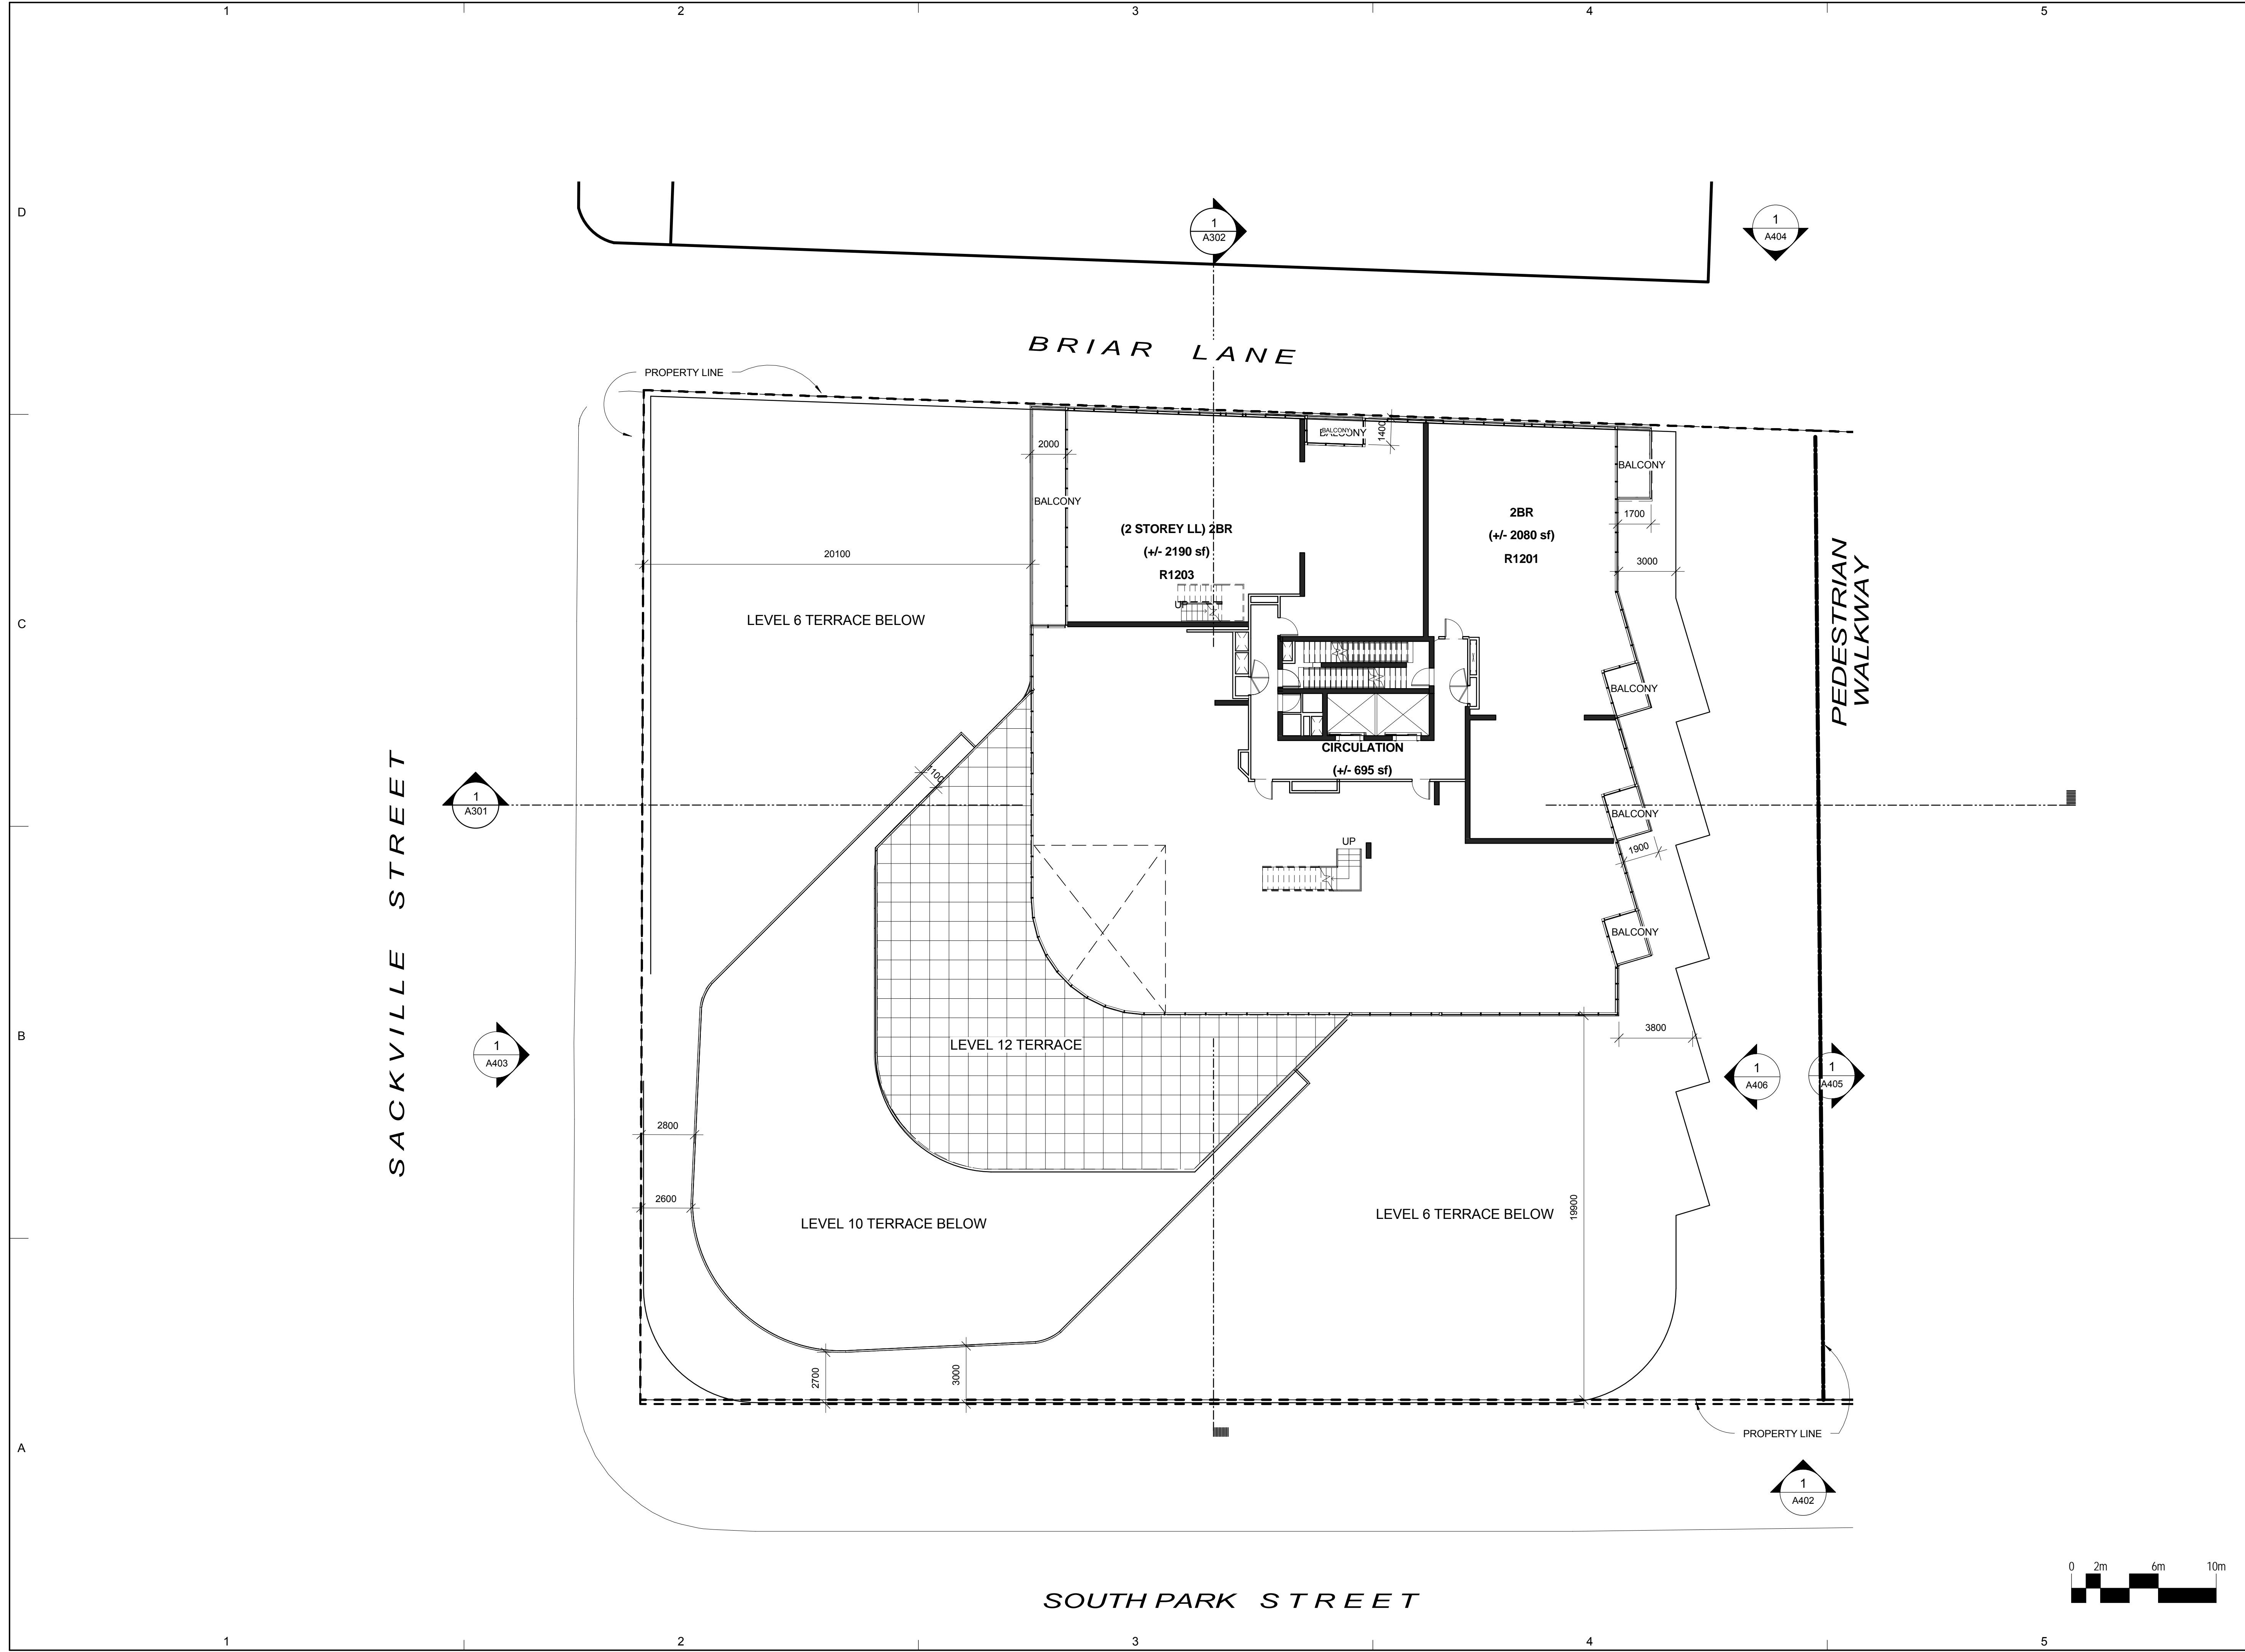 1 2 3 4 5
D
1
A302
1
A404
BRIAR LANE
PROPERTY LINE
BALCONY
BALCONY
1400
2000
BALCONY
BALCONY
1700
(2 STOREY LL) 2BR
(+/- 2190 sf)
R1203
2BR
(+/- 2080 sf)
R1201
20100
3000
PEDESTRIAN
WALKWAY
UP
C
LEVEL 6 TERRACE BELOW
BALCONY
CIRCULATION
(+/- 695 sf)
1100
SACKVILLE STREET
1
A301
BALCONY
1900
UP
BALCONY
B
1
A403
LEVEL 12 TERRACE
3800
1
A406
1
A405
2800
2600
LEVEL 10 TERRACE BELOW
LEVEL 6 TERRACE BELOW
19900
2700
3000
A
PROPERTY LINE
1
A402
0 2m 6m 10m
SOUTH PARK STREET
1 2 3 4 5